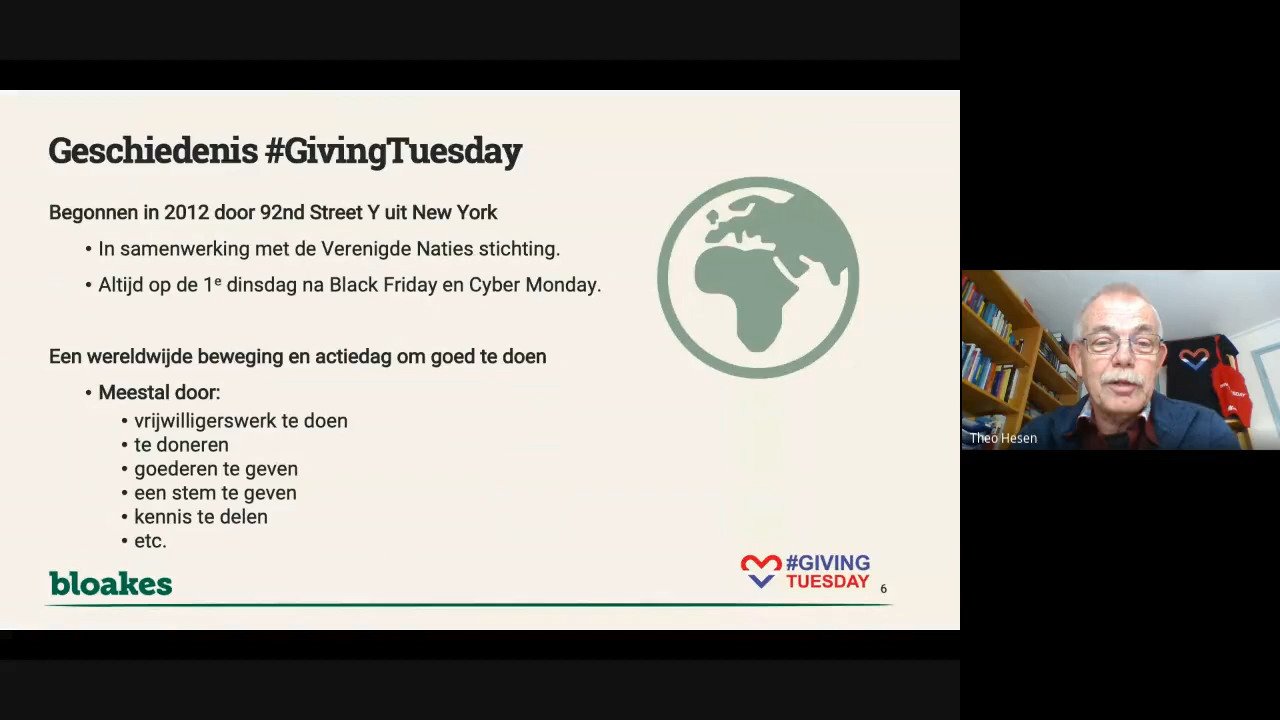 Geschiedenis #GivingTuesday
Begonnen in 2012 door 92nd Street Y uit New York
• In samenwerking met de Verenigde Naties stichting.
• Altijd op de 1ᵉ dinsdag na Black Friday en Cyber Monday.
Een wereldwijde beweging en actiedag om goed te doen
• Meestal door:
• vrijwilligerswerk te doen
• te doneren
• goederen te geven
• een stem te geven
• kennis te delen
• etc.
bloakes
#GIVING
TUESDAY
6
Theo Hesen